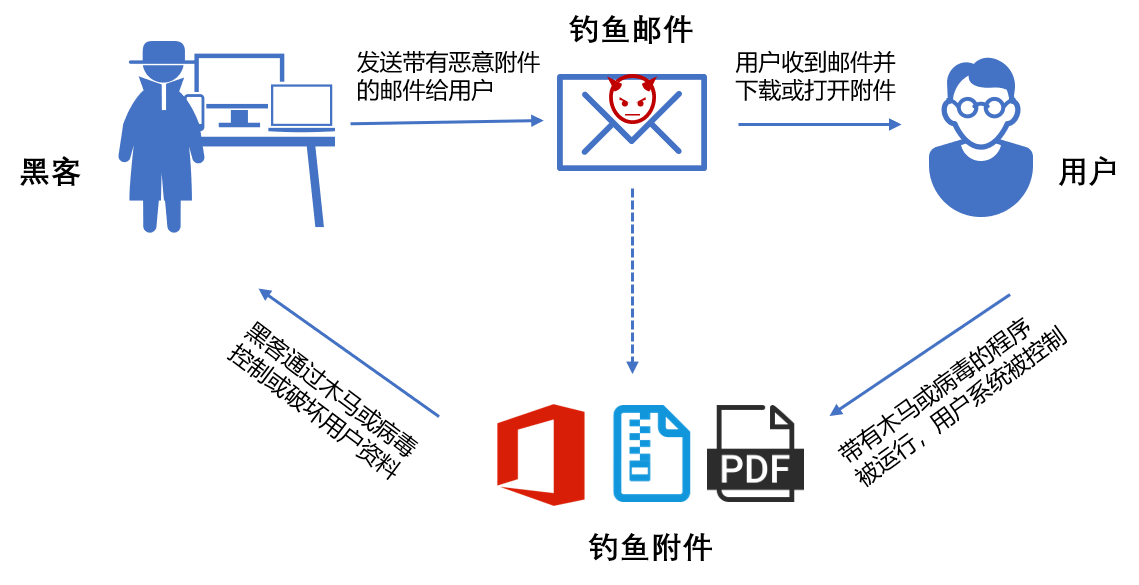 钓鱼邮件
发送带有恶意附件
的邮件给用户
用户收到邮件并
下载或打开附件
黑客
用户
黑客通过木马或病毒
控制或破坏用户资料
带有木马或病毒的程序
被运行，用户系统被控制
PDF
钓鱼附件